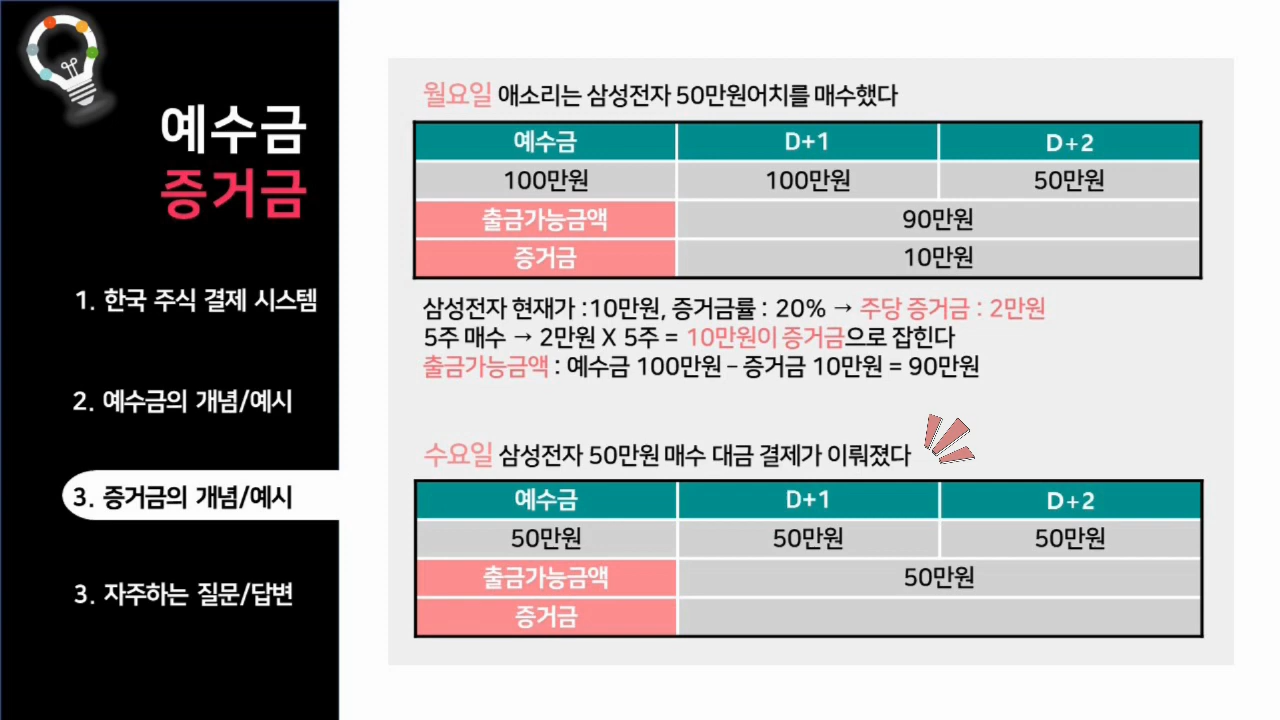 예수금
증거금
1. 한국 주식 결제 시스템
2. 예수금의 개념/예시
3. 증거금의 개념/예시
3. 자주하는 질문/답변
월요일 애소리는 삼성전자 50만원어치를 매수했다
예수금 D+1 D+2
100만원 100만원 50만원
출금가능금액 90만원
증거금 10만원
삼성전자 현재가 :10만원, 증거금률 : 20% → 주당 증거금 : 2만원
5주 매수 → 2만원 X 5주 = 10만원이 증거금으로 잡힌다
출금가능금액 : 예수금 100만원 – 증거금 10만원 = 90만원
수요일 삼성전자 50만원 매수 대금 결제가 이뤄졌다
예수금 D+1 D+2
50만원 50만원 50만원
출금가능금액 50만원
증거금